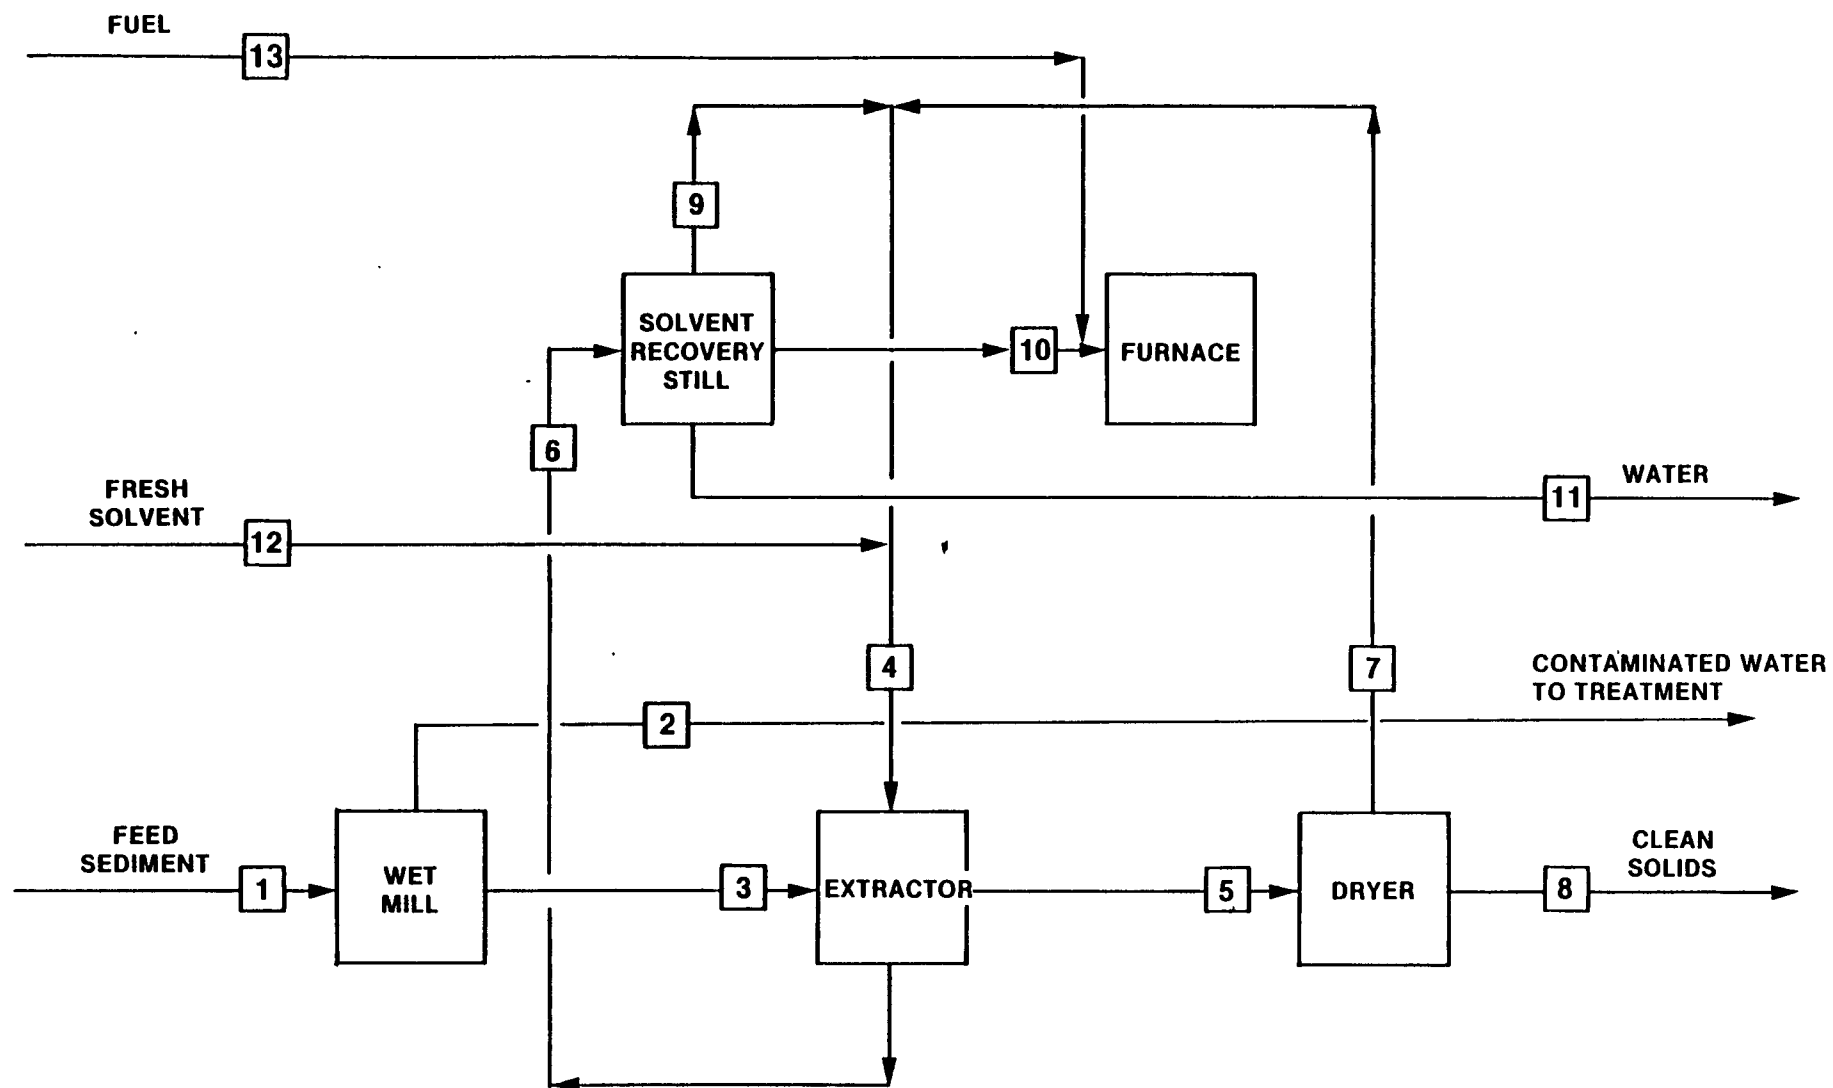 FUEL
13
9
SOLVENT
RECOVERY
STILL
10
FURNACE
6
FRESH
SOLVENT
12
11
WATER
4
7
CONTAMINATED WATER
TO TREATMENT
2
FEED
SEDIMENT
1
WET
MILL
3
EXTRACTOR
5
DRYER
8
CLEAN
SOLIDS